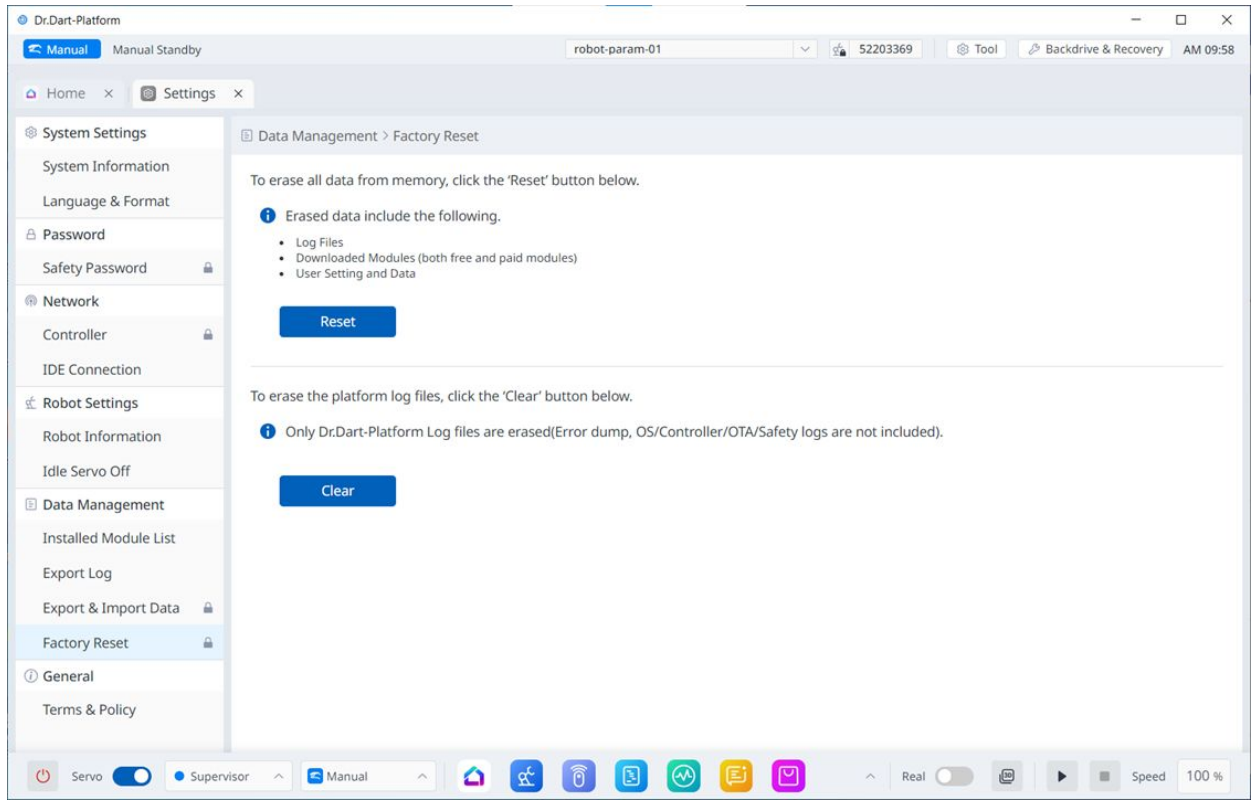 Dr.Dart-Platform
Manual Manual Standby robot-param-01 52203369 Tool Backdrive & Recovery AM 09:58
Home Settings
System Settings
System Information
Language & Format
Password
Safety Password
Network
Controller
IDE Connection
Robot Settings
Robot Information
Idle Servo Off
Data Management
Installed Module List
Export Log
Export & Import Data
Factory Reset
General
Terms & Policy
Data Management > Factory Reset
To erase all data from memory, click the ‘Reset’ button below.
Erased data include the following.
• Log Files
• Downloaded Modules (both free and paid modules)
• User Setting and Data
Reset
To erase the platform log files, click the ‘Clear’ button below.
Only Dr.Dart-Platform Log files are erased(Error dump, OS/Controller/OTA/Safety logs are not included).
Clear
Servo Supervisor Manual Real Speed 100 %